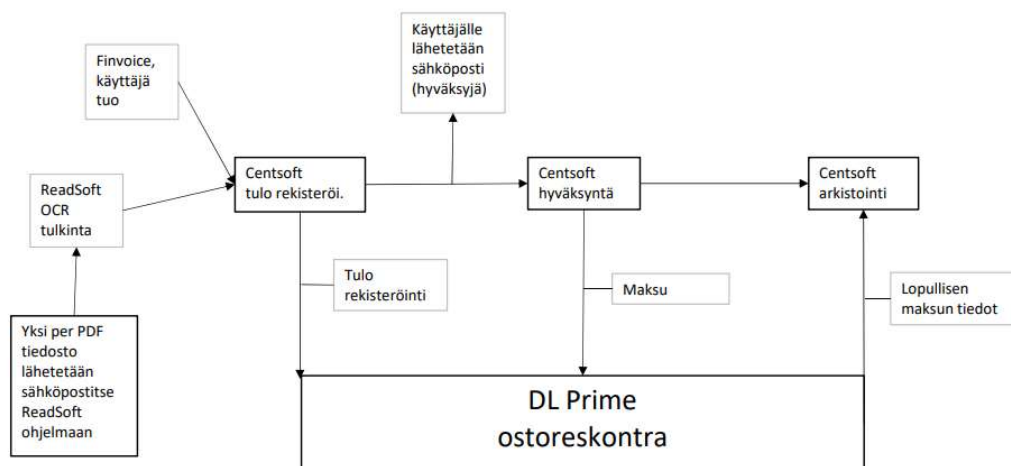 Finvoice,
käyttäjä
tuo
Käyttäjälle
lähetetään
sähköposti
(hyväksyjä)
ReadSoft
OCR
tulkinta
Centsoft
tulo rekisteröi.
Centsoft
hyväksyntä
Centsoft
arkistointi
Tulo
rekisteröinti
Maksu
Lopullisen
maksun tiedot
Yksi per PDF
tiedosto
lähetetään
sähköpostitse
ReadSoft
ohjelmaan
DL Prime
ostoreskontra